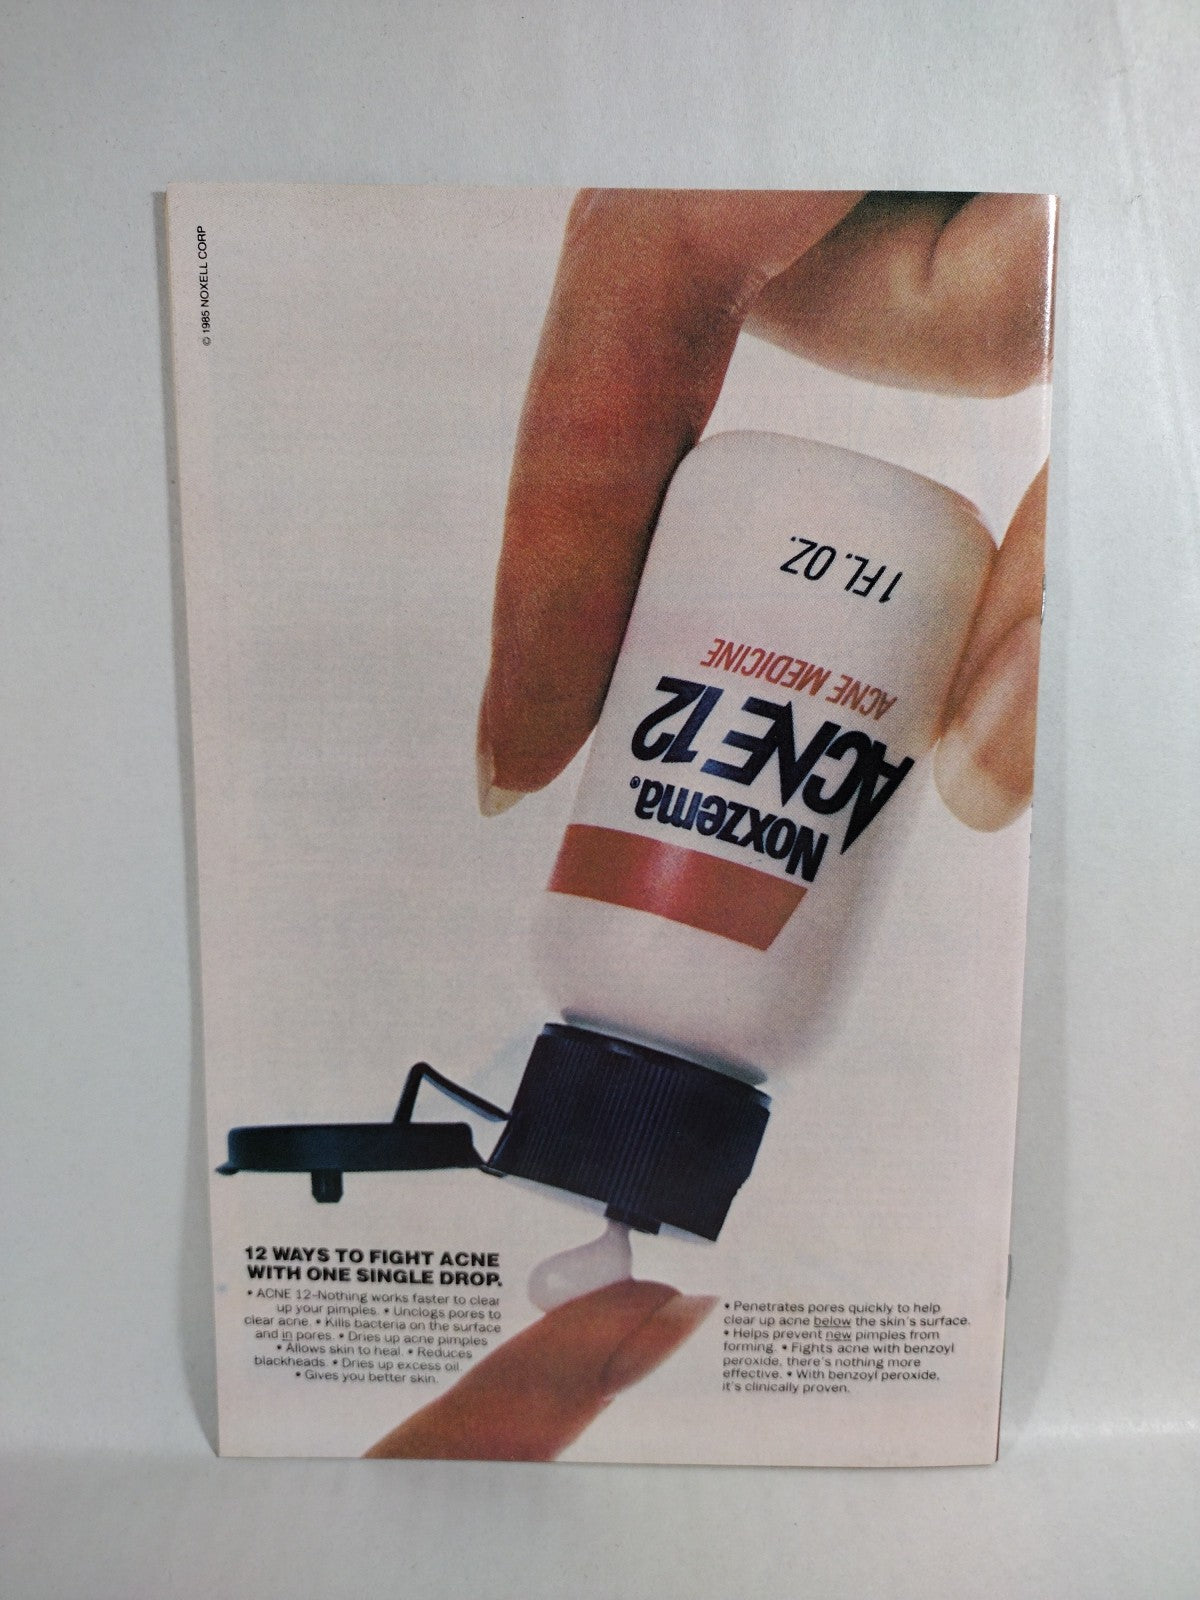 © 1985 NOXELL CORP
1 FL. OZ.
ACNE MEDICINE
ACNE 12
Noxzema®
12 WAYS TO FIGHT ACNE
WITH ONE SINGLE DROP.
• ACNE 12–Nothing works faster to clear
up your pimples. • Unclogs pores to
clear acne. • Kills bacteria on the surface
and in pores. • Dries up acne pimples
• Allows skin to heal. • Reduces
blackheads. • Dries up excess oil.
• Gives you better skin.
• Penetrates pores quickly to help
clear up acne below the skin's surface.
• Helps prevent new pimples from
forming. • Fights acne with benzoyl
peroxide, there's nothing more
effective. • With benzoyl peroxide,
it's clinically proven.